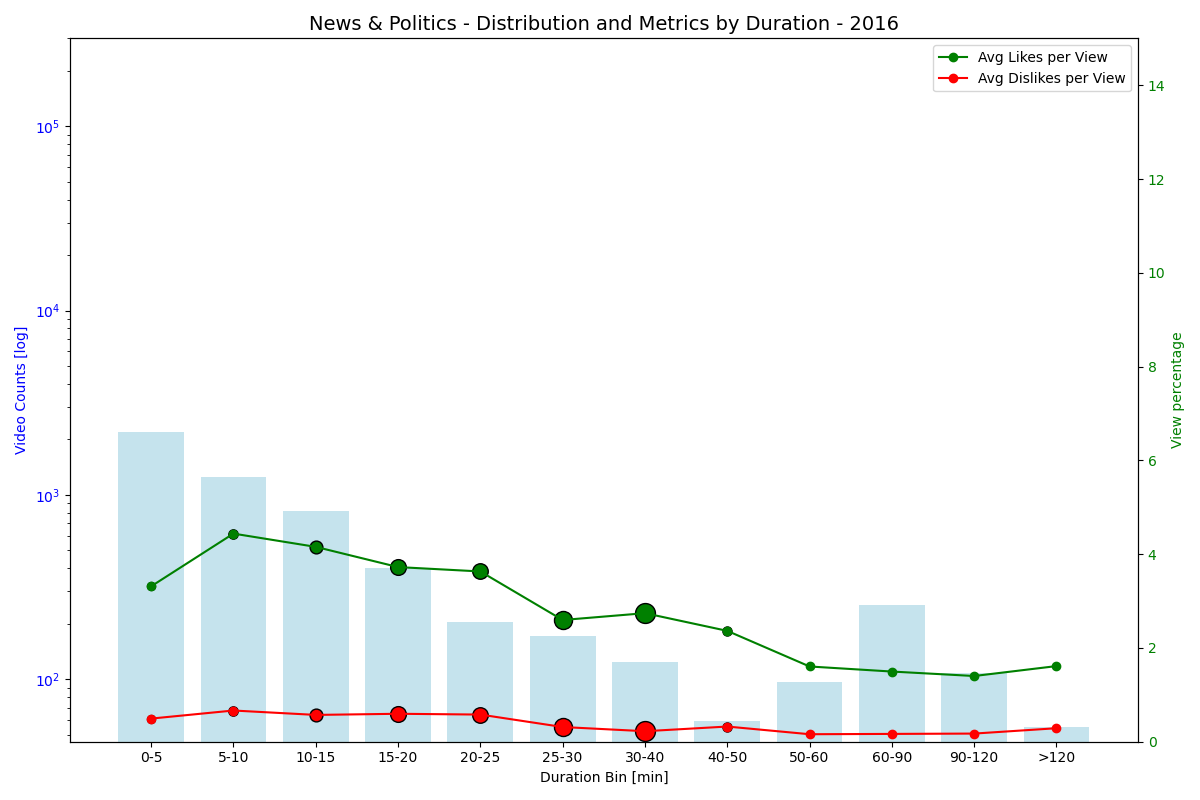 News & Politics - Distribution and Metrics by Duration - 2016
Avg Likes per View
Avg Dislikes per View
Video Counts [log]
10^5
10^4
10^3
10^2
14
12
10
8
6
4
2
0
View percentage
0-5 5-10 10-15 15-20 20-25 25-30 30-40 40-50 50-60 60-90 90-120 >120
Duration Bin [min]